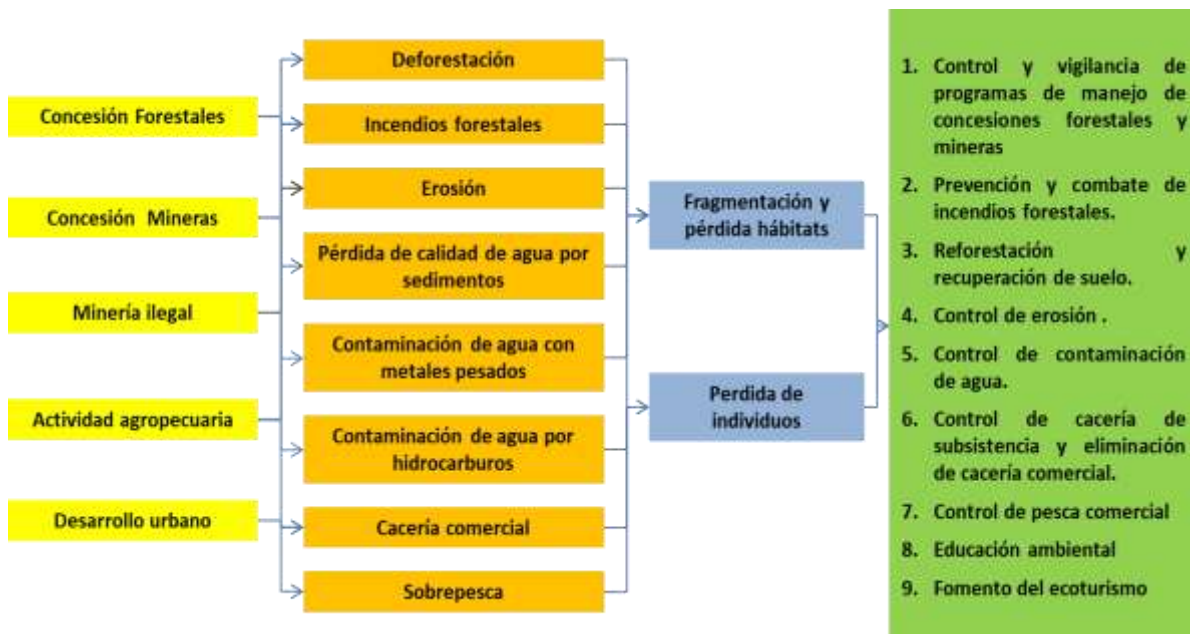 Concesión Forestales
Concesión Mineras
Minería ilegal
Actividad agropecuaria
Desarrollo urbano
Deforestación
Incendios forestales
Erosión
Pérdida de calidad de agua por
sedimentos
Contaminación de agua con
metales pesados
Contaminación de agua por
hidrocarburos
Cacería comercial
Sobrepesca
Fragmentación y
pérdida hábitats
Perdida de
individuos
1. Control y vigilancia de
programas de manejo de
concesiones forestales y
mineras
2. Prevención y combate de
incendios forestales.
3. Reforestación y
recuperación de suelo.
4. Control de erosión .
5. Control de contaminación
de agua.
6. Control de cacería de
subsistencia y eliminación
de cacería comercial.
7. Control de pesca comercial
8. Educación ambiental
9. Fomento del ecoturismo